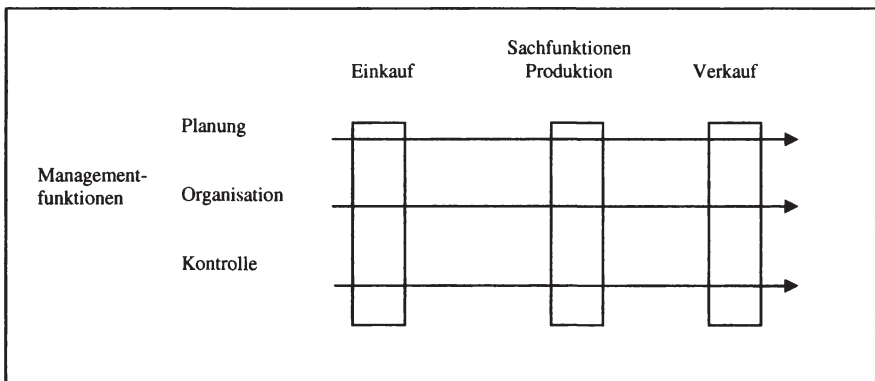 Sachfunktionen
Einkauf Produktion Verkauf
Planung
Management-
funktionen
Organisation
Kontrolle